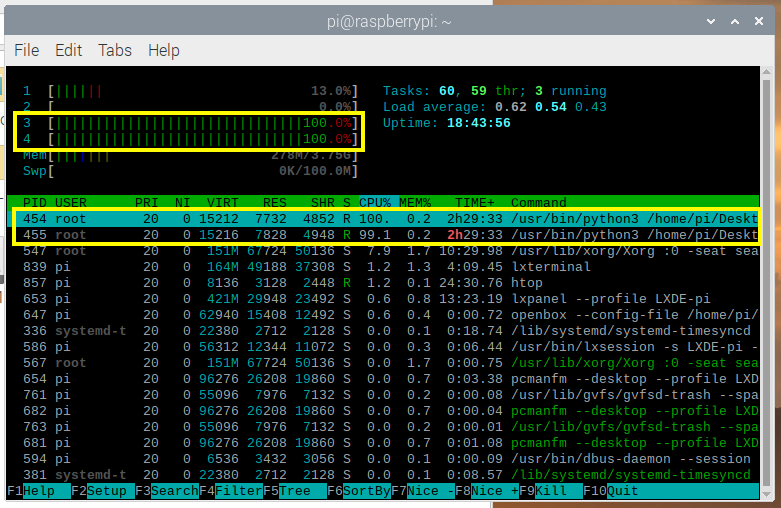 pi@raspberrypi: ~
File Edit Tabs Help
1 [|||||| 13.0%] Tasks: 60, 59 thr; 3 running
2 [ 0.0%] Load average: 0.62 0.54 0.43
3 [||||||||||||||||||||||||||||||100.0%] Uptime: 18:43:56
4 [||||||||||||||||||||||||||||||100.0%]
Mem[||||||| 278M/3.75G]
Swp[ 0K/100.0M]
PID USER PRI NI VIRT RES SHR S CPU% MEM% TIME+ Command
454 root 20 0 15212 7732 4852 R 100. 0.2 2h29:33 /usr/bin/python3 /home/pi/Deskt
455 root 20 0 15216 7828 4948 R 99.1 0.2 2h29:33 /usr/bin/python3 /home/pi/Deskt
547 root 20 0 151M 67724 50136 S 7.9 1.7 10:29.98 /usr/lib/xorg/Xorg :0 -seat sea
839 pi 20 0 164M 49188 37308 S 1.2 1.3 4:09.45 lxterminal
857 pi 20 0 8136 3128 2448 R 1.2 0.1 24:30.76 htop
653 pi 20 0 421M 29948 23492 S 0.6 0.8 13:23.19 lxpanel --profile LXDE-pi
647 pi 20 0 62940 15408 12492 S 0.6 0.4 0:00.72 openbox --config-file /home/pi/
336 systemd-t 20 0 22380 2712 2128 S 0.0 0.1 0:18.74 /lib/systemd/systemd-timesyncd
586 pi 20 0 56312 12344 11072 S 0.0 0.3 0:06.44 /usr/bin/lxsession -s LXDE-pi -
567 root 20 0 151M 67724 50136 S 0.0 1.7 0:00.75 /usr/lib/xorg/Xorg :0 -seat sea
654 pi 20 0 96276 26208 19860 S 0.0 0.7 0:03.38 pcmanfm --desktop --profile LXD
761 pi 20 0 55096 7976 7132 S 0.0 0.2 0:00.08 /usr/lib/gvfs/gvfsd-trash --spa
682 pi 20 0 96276 26208 19860 S 0.0 0.7 0:00.04 pcmanfm --desktop --profile LXD
763 pi 20 0 55096 7976 7132 S 0.0 0.2 0:00.01 /usr/lib/gvfs/gvfsd-trash --spa
681 pi 20 0 96276 26208 19860 S 0.0 0.7 0:01.08 pcmanfm --desktop --profile LXD
594 pi 20 0 6536 3432 3056 S 0.0 0.1 0:00.09 /usr/bin/dbus-daemon --session
381 systemd-t 20 0 22380 2712 2128 S 0.0 0.1 0:08.57 /lib/systemd/systemd-timesyncd
F1Help F2Setup F3SearchF4FilterF5Tree F6SortByF7Nice -F8Nice +F9Kill F10Quit